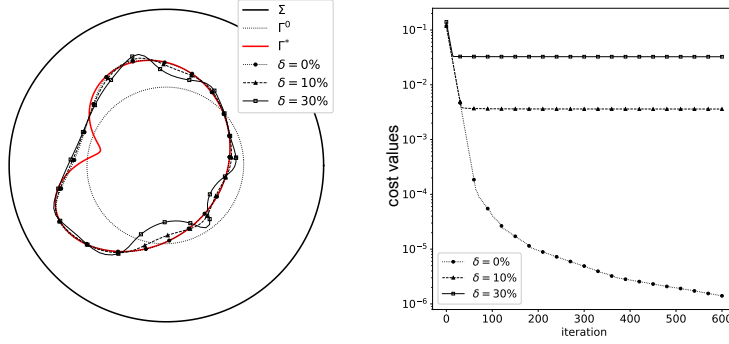 Σ
Γ⁰
Γ*
δ = 0%
δ = 10%
δ = 30%
cost values
10⁻¹
10⁻²
10⁻³
10⁻⁴
10⁻⁵
10⁻⁶
δ = 0%
δ = 10%
δ = 30%
0 100 200 300 400 500 600
iteration